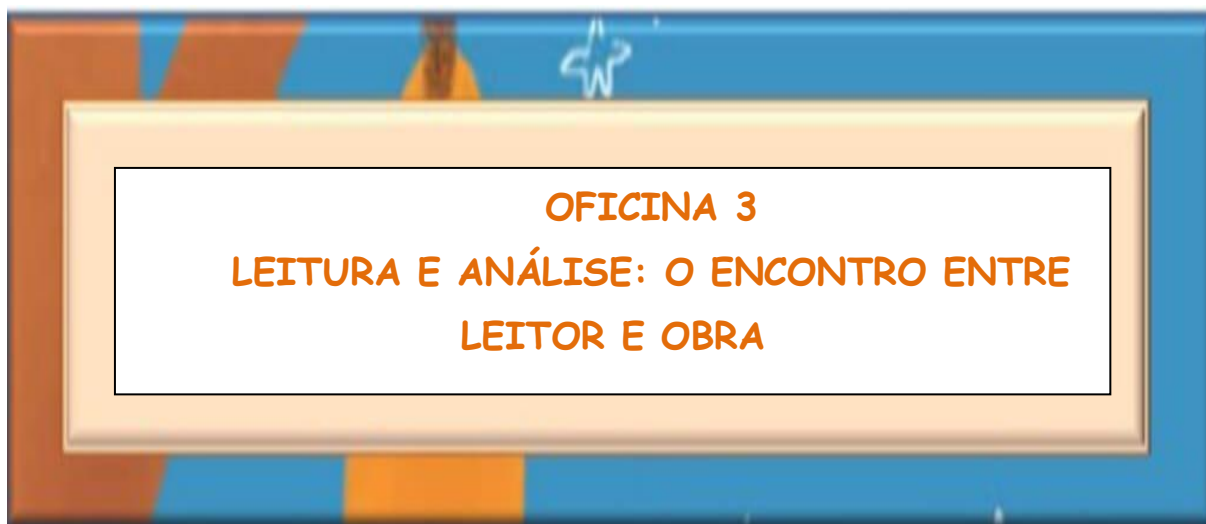 OFICINA 3
LEITURA E ANÁLISE: O ENCONTRO ENTRE
LEITOR E OBRA